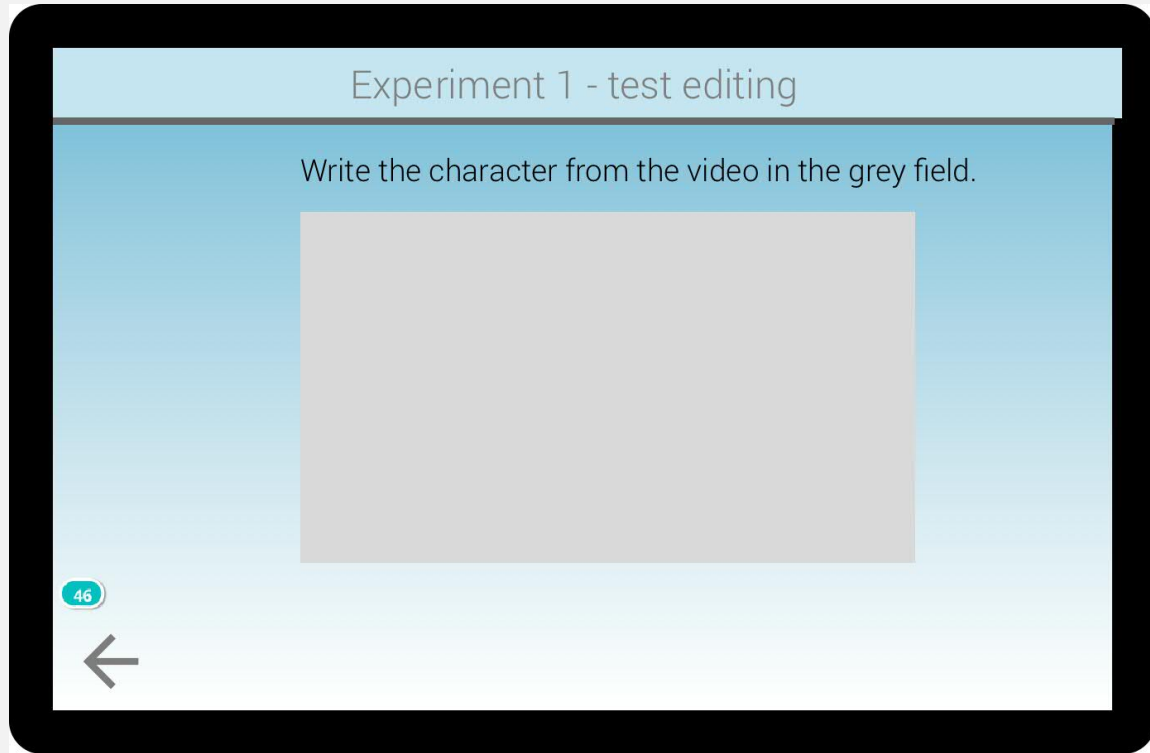 Experiment 1 - test editing
Write the character from the video in the grey field.
46